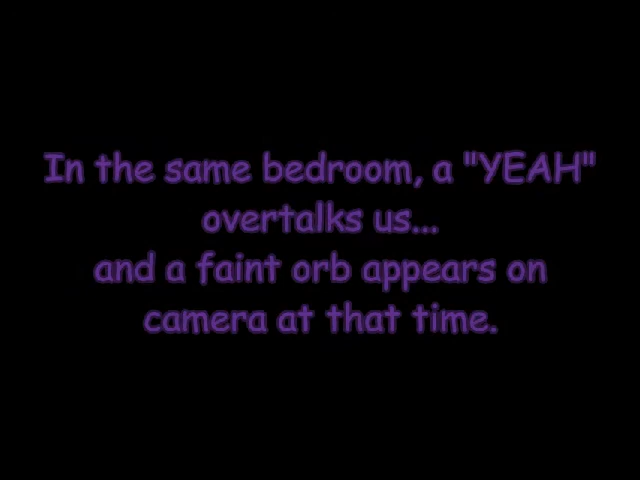 In the same bedroom, a "YEAH"
overtalks us...
and a faint orb appears on
camera at that time.